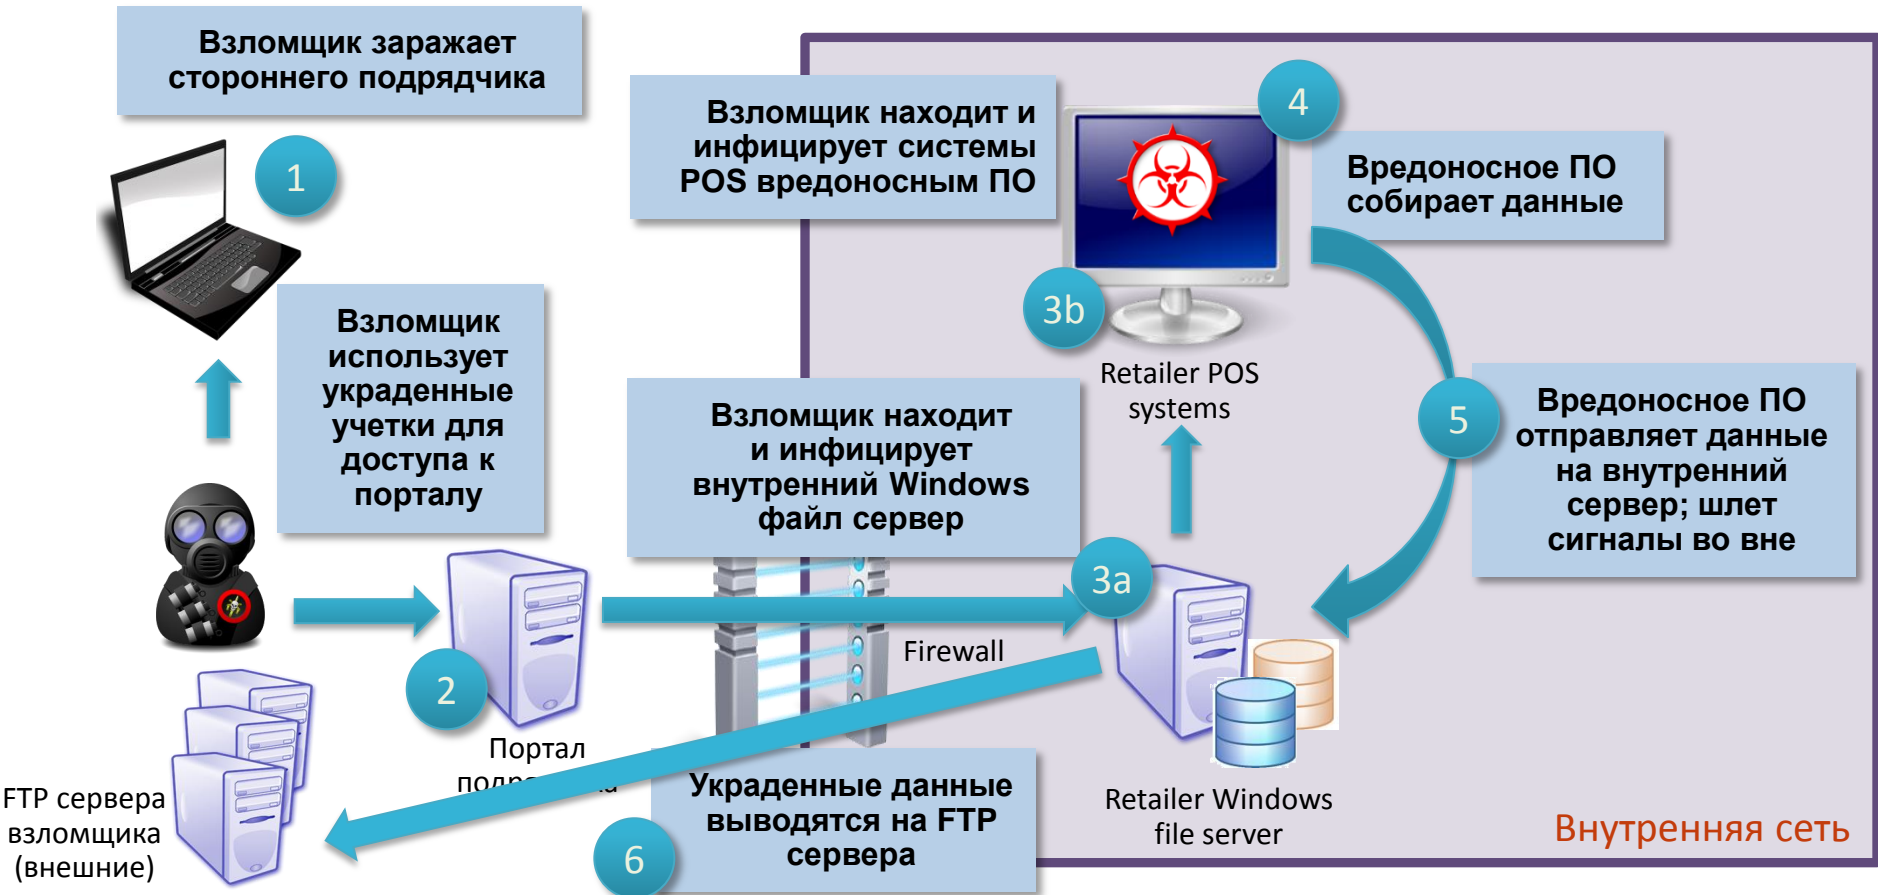 Взломщик заражает
стороннего подрядчика
1
Взломщик
использует
украденные
учетки для
доступа к
порталу
2
Портал
FTP сервера
взломщика
(внешние)
Взломщик находит и
инфицирует системы
POS вредоносным ПО
3b
Retailer POS
systems
4
Вредоносное ПО
собирает данные
Взломщик находит
и инфицирует
внутренний Windows
файл сервер
3a
Firewall
5
Вредоносное ПО
отправляет данные
на внутренний
сервер; шлет
сигналы во вне
Retailer Windows
file server
Украденные данные
выводятся на FTP
сервера
6
Внутренняя сеть